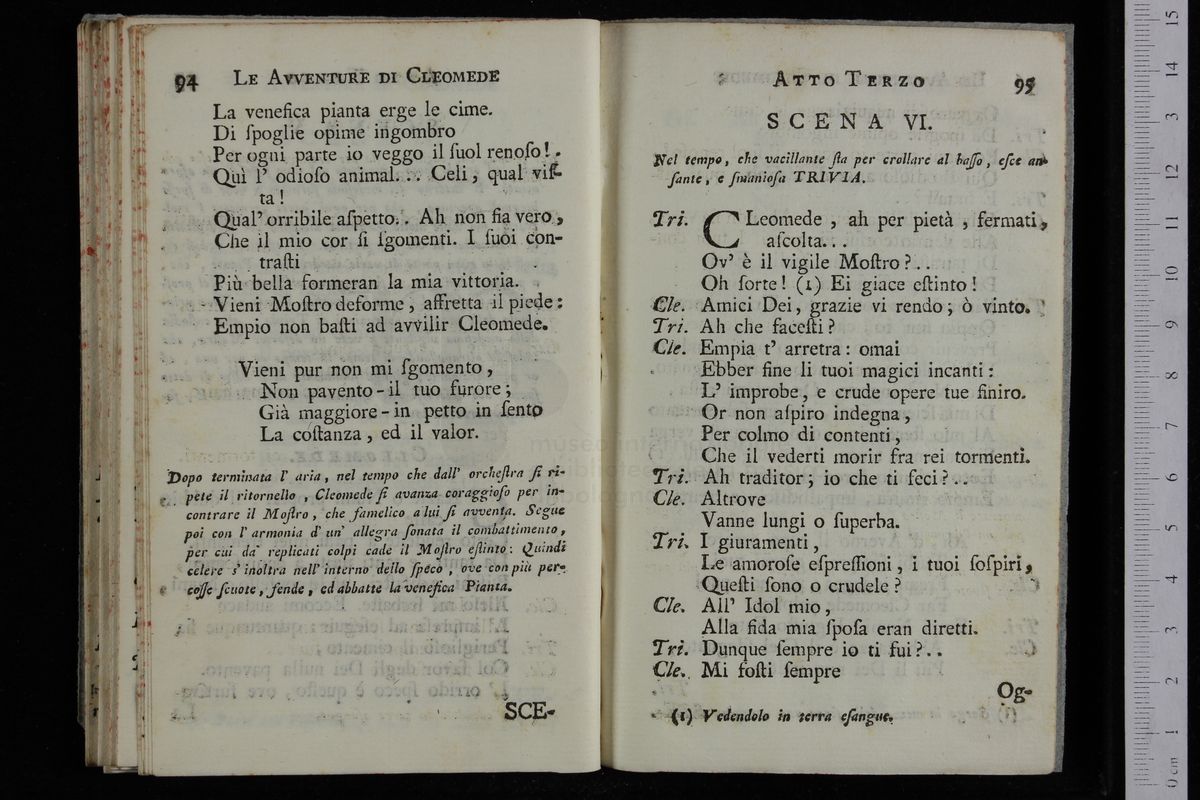 94 LE AVVENTURE DI CLEOMEDE
La venefica pianta erge le cime.
Di ſpoglie opime ingombro
Per ogni parte io veggo il ſuol renoſo!.
Quì l' odioſo animal... Celi, qual viſ-
ta!
Qual' orribile aſpetto.. Ah non fia vero,
Che il mio cor ſi ſgomenti. I ſuoi con-
traſti
Più bella formeran la mia vittoria.
Vieni Moſtro deforme, affretta il piede:
Empio non baſti ad avvilir Cleomede.
Vieni pur non mi ſgomento,
Non pavento - il tuo furore;
Già maggiore - in petto in ſento
La coſtanza, ed il valor.
Dopo terminata l' aria, nel tempo che dall' orcheſtra ſi ri-
pete il ritornello, Cleomede ſi avanza coraggioſo per in-
contrare il Moſtro, che famelico a lui ſi avventa. Segue
poi con l' armonia d' un' allegra ſonata il combattimento,
per cui da' replicati colpi cade il Moſtro eſtinto: Quindi
celere s' inoltra nell' interno dello ſpeco, ove con più per-
coſſe ſcuote, fende, ed abbatte la venefica Pianta.
SCE-
ATTO TERZO 95
SCENA VI.
Nel tempo, che vacillante ſta per crollare al baſſo, eſce an-
ſante, e ſmanioſa TRIVIA.
Tri. CLeomede, ah per pietà, fermati,
aſcolta...
Ov' è il vigile Moſtro?..
Oh ſorte! (1) Ei giace eſtinto!
Cle. Amici Dei, grazie vi rendo; ò vinto.
Tri. Ah che faceſti?
Cle. Empia t' arretra: omai
Ebber fine li tuoi magici incanti:
L' improbe, e crude opere tue finiro.
Or non aſpiro indegna,
Per colmo di contenti,
Che il vederti morir fra rei tormenti.
Tri. Ah traditor; io che ti feci?..
Cle. Altrove
Vanne lungi o ſuperba.
Tri. I giuramenti,
Le amoroſe eſpreſſioni, i tuoi ſoſpiri,
Queſti ſono o crudele?
Cle. All' Idol mio,
Alla fida mia ſpoſa eran diretti.
Tri. Dunque ſempre io ti fui?..
Cle. Mi foſti ſempre
Og-
(1) Vedendolo in terra eſangue.